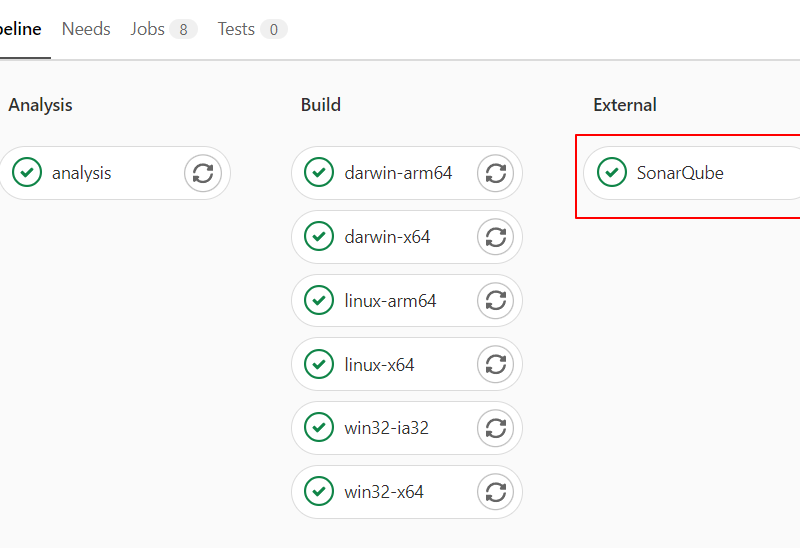 peline Needs Jobs 8 Tests 0
Analysis
analysis
Build
darwin-arm64
darwin-x64
linux-arm64
linux-x64
win32-ia32
win32-x64
External
SonarQube